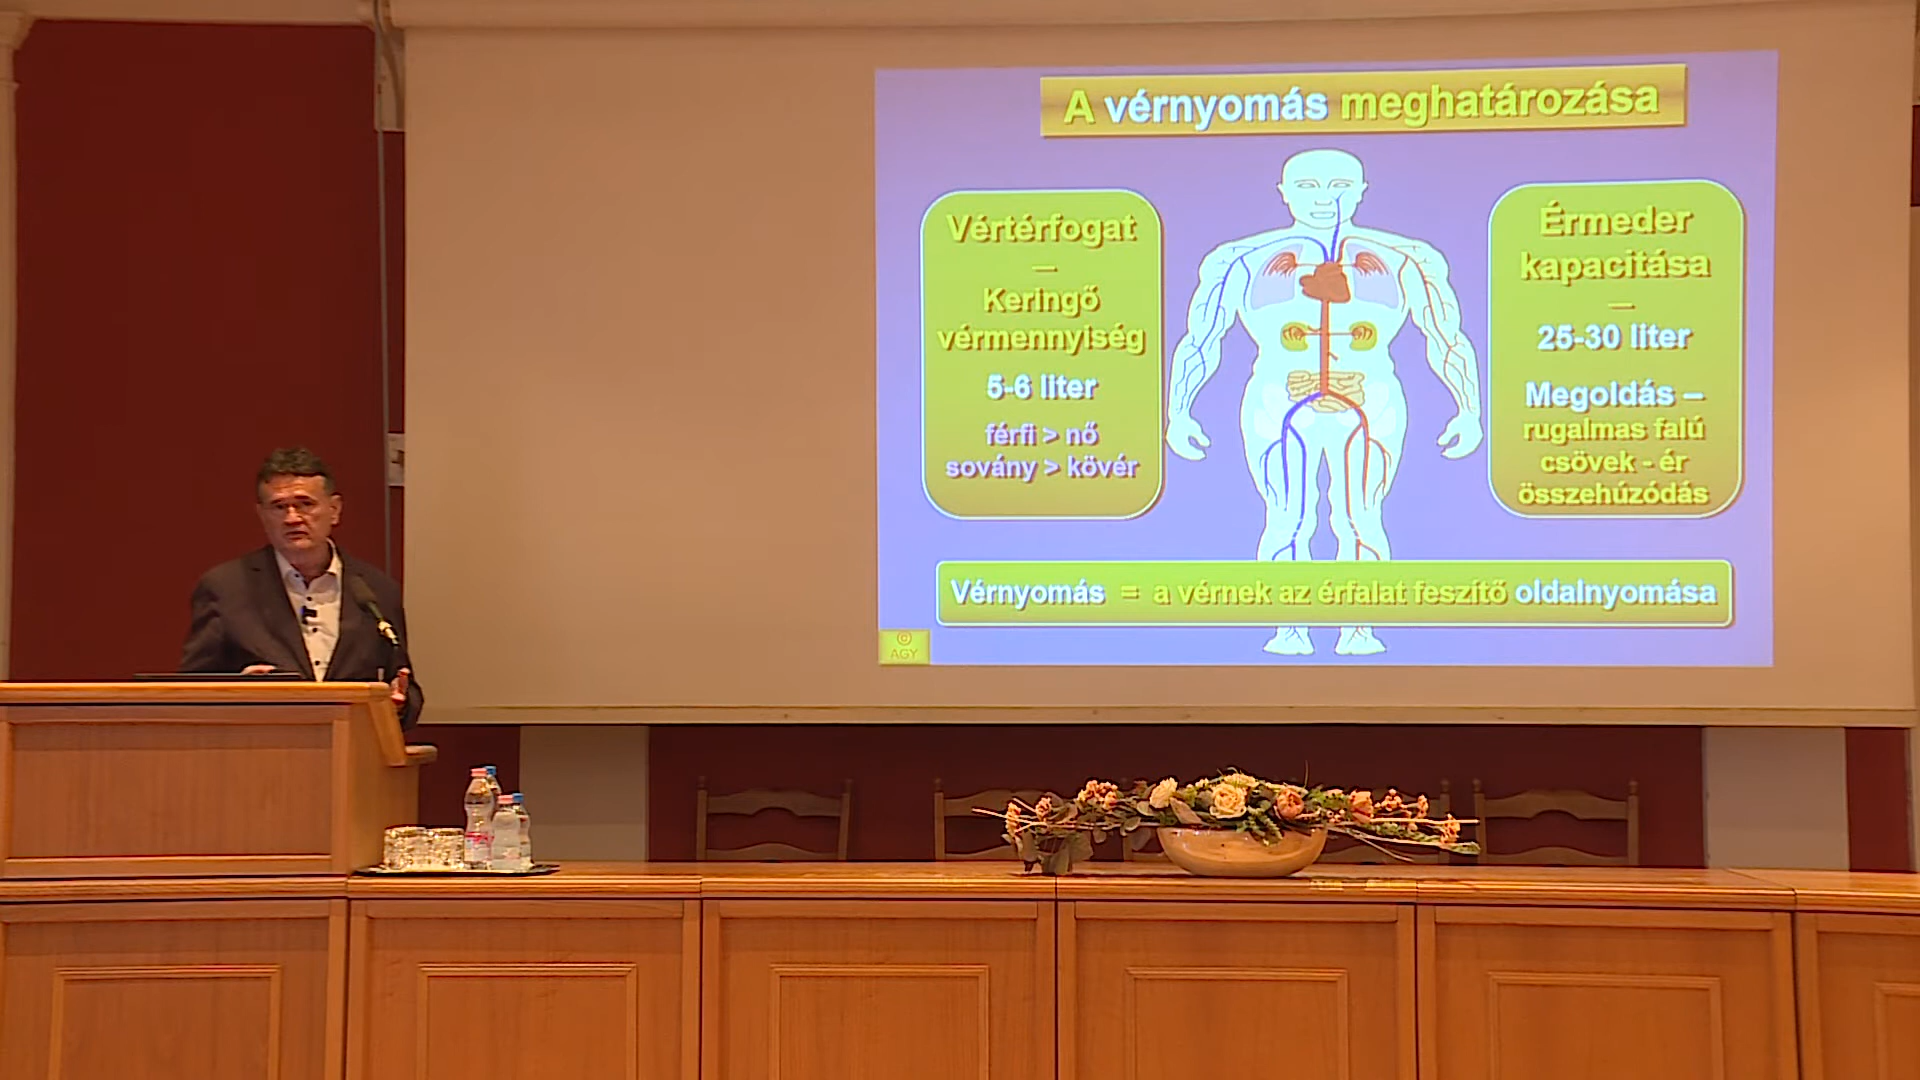 A vérnyomás meghatározása
Vértérfogat
–
Keringő
vérmennyiség
5-6 liter
férfi > nő
sovány > kövér
Érmeder
kapacitása
–
25-30 liter
Megoldás –
rugalmas falú
csövek - ér
összehúzódás
Vérnyomás = a vérnek az érfalat feszítő oldalnyomása
©
AGY